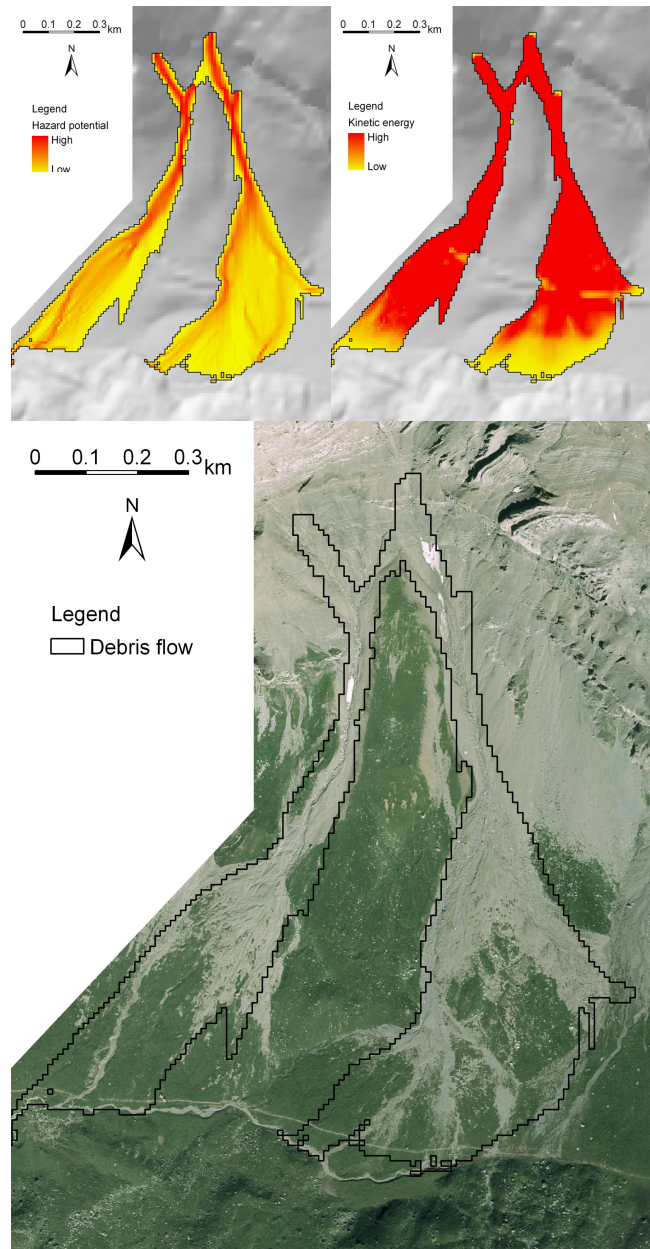 0 0.1 0.2 0.3
km
N
Legend
Hazard potential
High
Low
0 0.1 0.2 0.3
km
N
Legend
Kinetic energy
High
Low
0 0.1 0.2 0.3
km
N
Legend
Debris flow